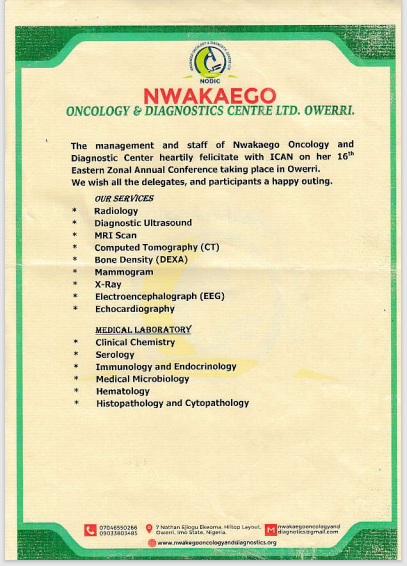 NODIC
NWAKAEGO
ONCOLOGY & DIAGNOSTICS CENTRE LTD. OWERRI.
The management and staff of Nwakaego Oncology and
Diagnostic Center heartily felicitate with ICAN on her 16th
Eastern Zonal Annual Conference taking place in Owerri.
We wish all the delegates, and participants a happy outing.
OUR SERVICES
* Radiology
* Diagnostic Ultrasound
* MRI Scan
* Computed Tomography (CT)
* Bone Density (DEXA)
* Mammogram
* X-Ray
* Electroencephalograph (EEG)
* Echocardiography
MEDICAL LABORATORY
* Clinical Chemistry
* Serology
* Immunology and Endocrinology
* Medical Microbiology
* Hematology
* Histopathology and Cytopathology
07046550266 7 Nathan Ejiogu Ekeoma, Hiltop Layout, nwakaegooncologyand
09033803485 Owerri, Imo State, Nigeria. diagnostics@gmail.com
www.nwakaegooncologyandsdiagnostics.org